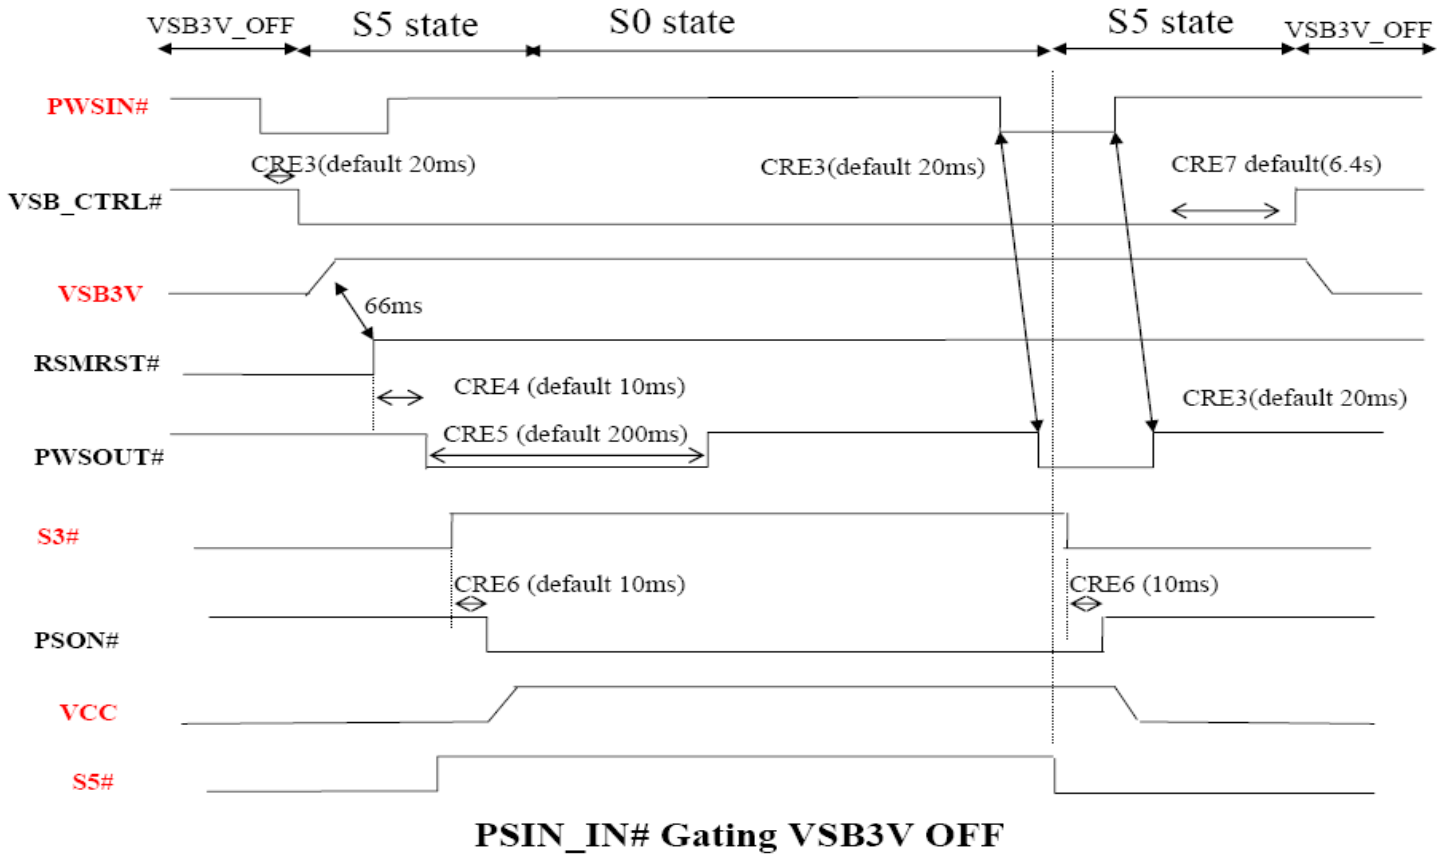 VSB3V_OFF S5 state S0 state S5 state VSB3V_OFF
PWSIN#
CRE3(default 20ms) CRE3(default 20ms) CRE7 default(6.4s)
VSB_CTRL#
VSB3V
66ms
RSMRST#
CRE4 (default 10ms) CRE3(default 20ms)
CRE5 (default 200ms)
PWSOUT#
S3#
CRE6 (default 10ms) CRE6 (10ms)
PSON#
VCC
S5#
PSIN_IN# Gating VSB3V OFF